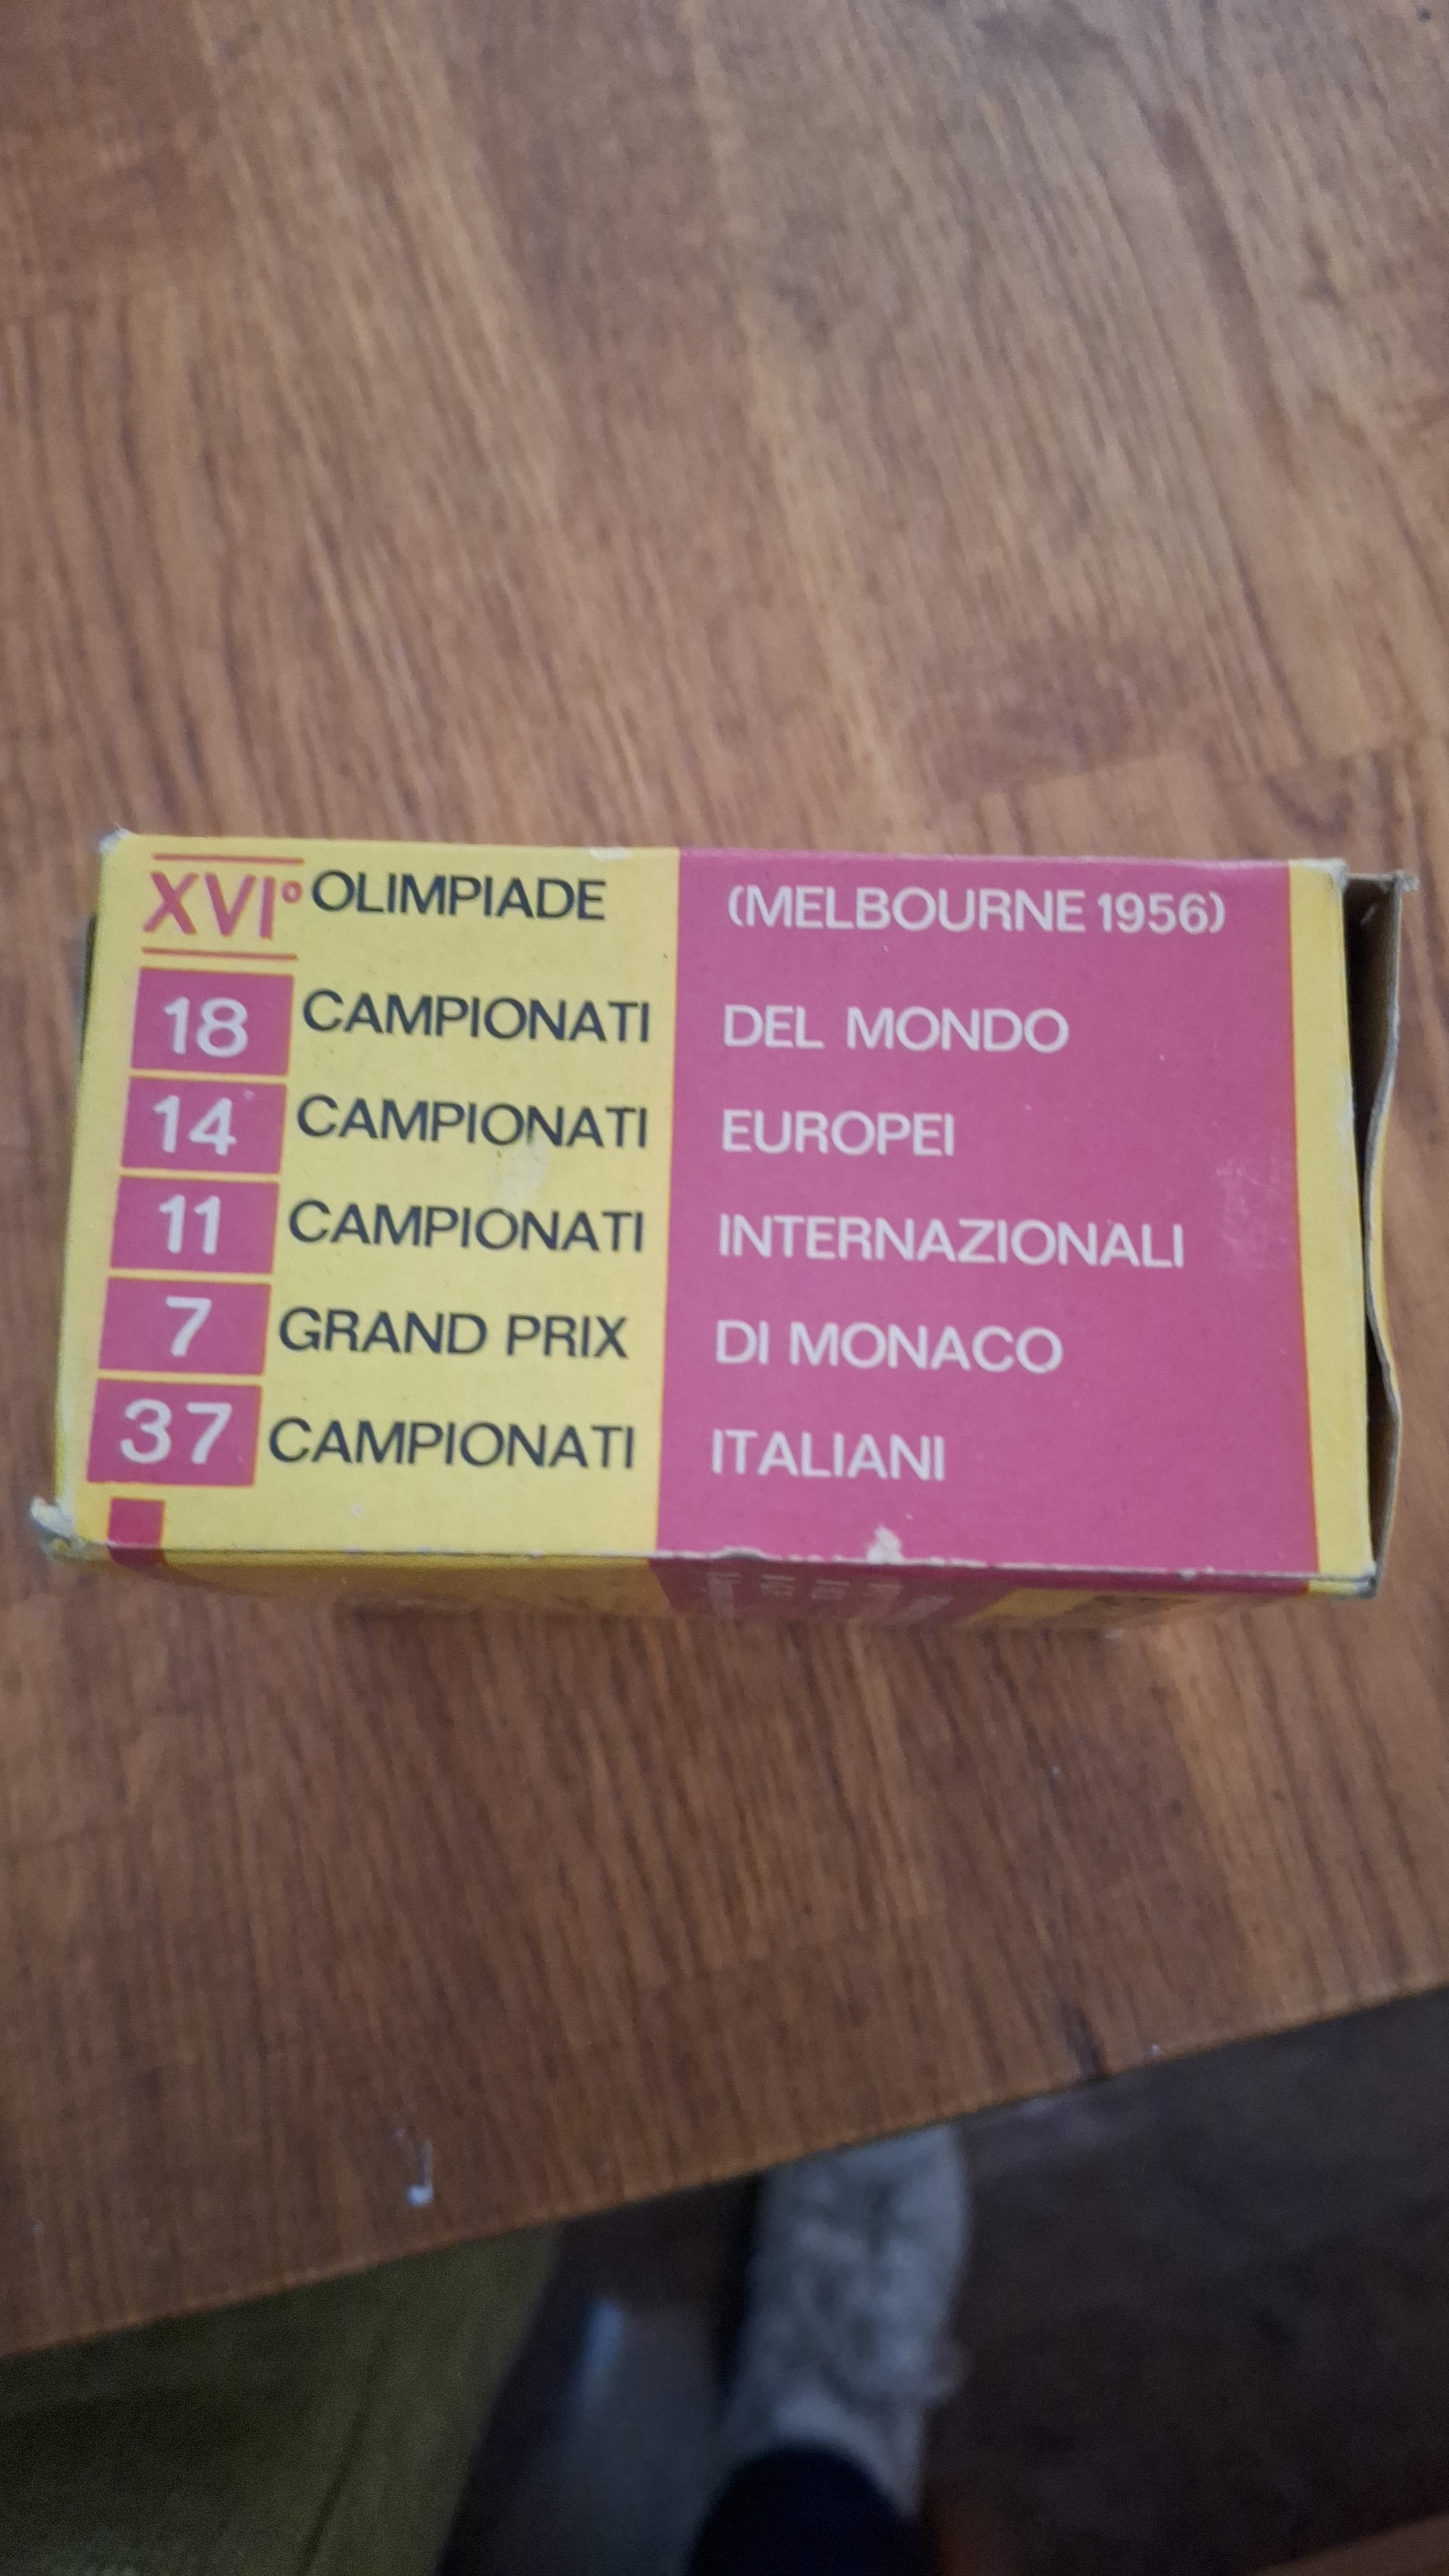 XVI° OLIMPIADE (MELBOURNE 1956)
18 CAMPIONATI DEL MONDO
14 CAMPIONATI EUROPEI
11 CAMPIONATI INTERNAZIONALI
7 GRAND PRIX DI MONACO
37 CAMPIONATI ITALIANI